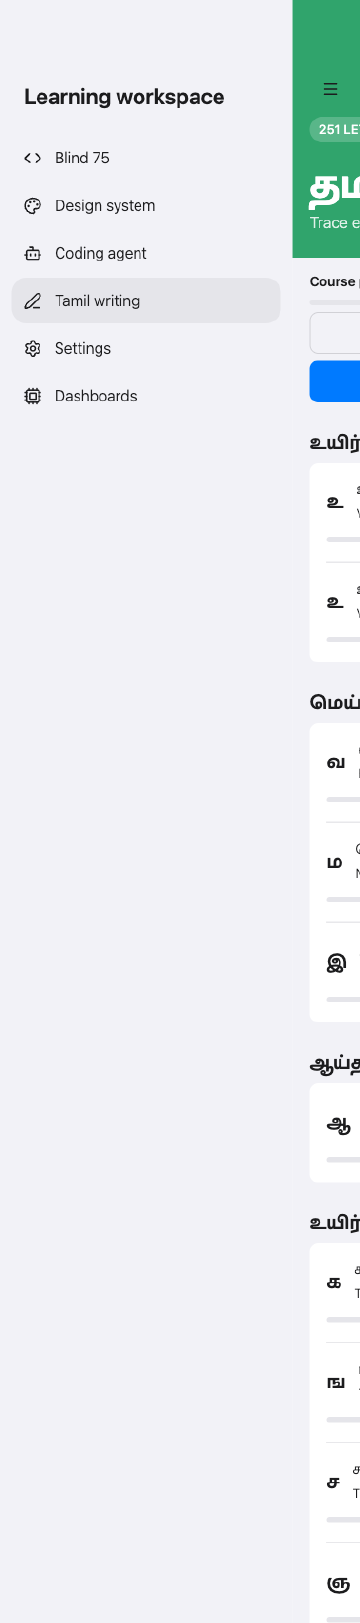 Learning workspace
Blind 75
Design system
Coding agent
Tamil writing
Settings
Dashboards
251 LE
தம
Trace e
Course
உயிர்
உ
உ
மெய்
வ
ம
இ
ஆய்த
ஆ
உயிர்
க
ங
ச
ஞ